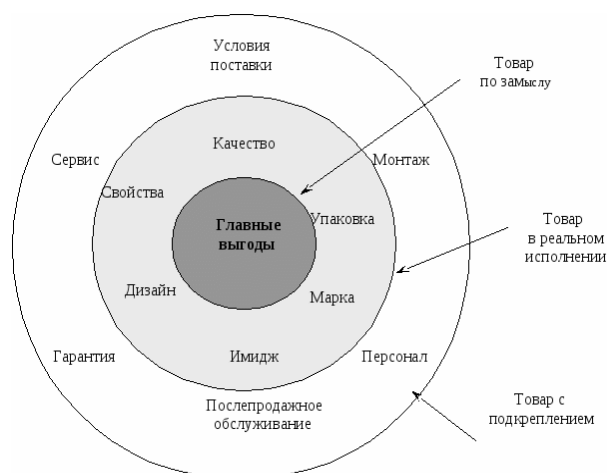 Условия
поставки
Товар
по замыслу
Качество
Сервис
Монтаж
Свойства
Главные
выгоды
Упаковка
Товар
в реальном
исполнении
Дизайн
Марка
Гарантия
Имидж
Персонал
Послепродажное
обслуживание
Товар с
подкреплением